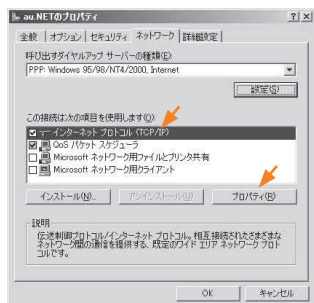 au.NETのプロパティ
全般 オプション セキュリティ ネットワーク 詳細設定
呼び出すダイヤルアップ サーバーの種類(E):
PPP: Windows 95/98/NT4/2000, Internet
設定(S)
この接続は次の項目を使用します(O):
インターネット プロトコル (TCP/IP)
QoS パケット スケジューラ
Microsoft ネットワーク用ファイルとプリンタ共有
Microsoft ネットワーク用クライアント
インストール(N)... アンインストール(U) プロパティ(R)
説明
伝送制御プロトコル/インターネット プロトコル。相互接続されたさまざまな
ネットワーク間の通信を提供する、既定のワイド エリア ネットワーク プロト
コルです。
OK キャンセル